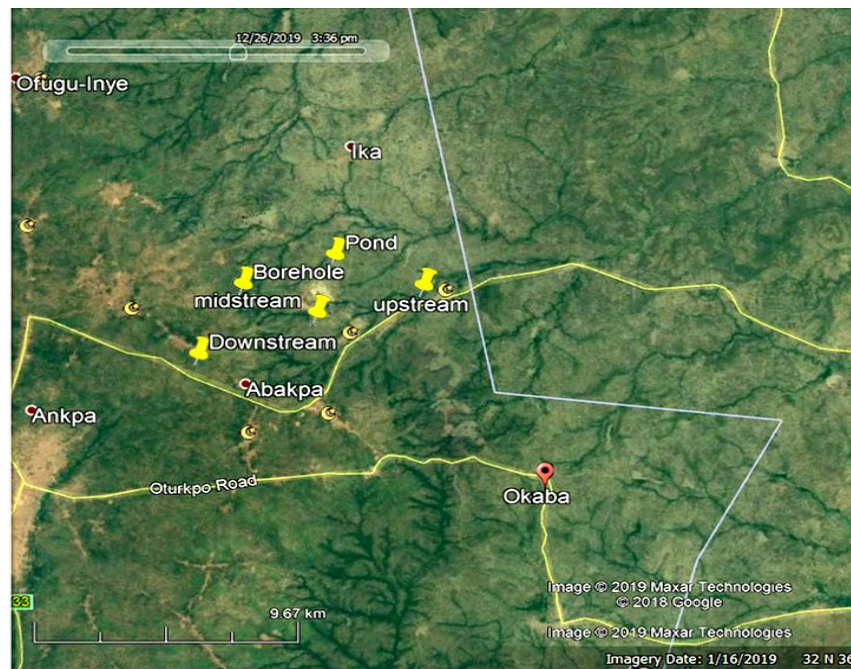 12/26/2019 3:36 pm
Ofugu-Inye
Ika
Pond
Borehole
midstream
upstream
Downstream
Abakpa
Ankpa
Oturkpo Road
Okaba
33
9.67 km
Image © 2019 Maxar Technologies
© 2018 Google
Image © 2019 Maxar Technologies
Imagery Date: 1/16/2019 32 N 36